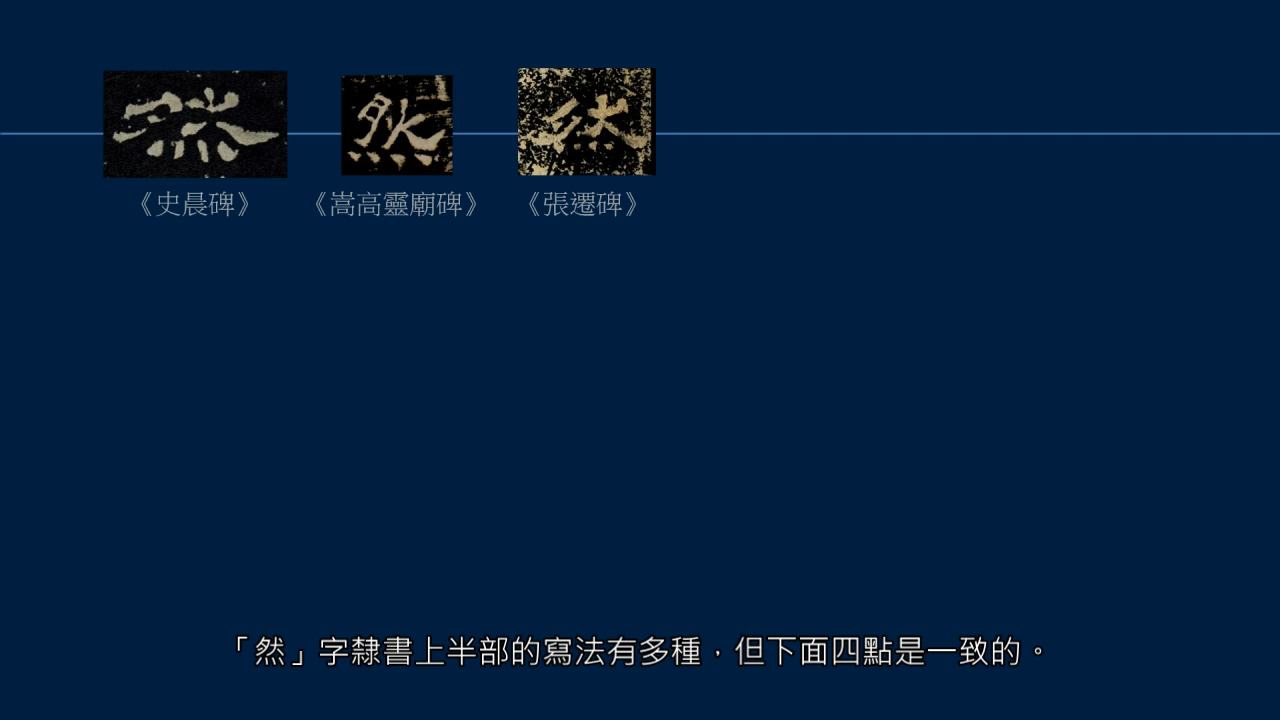 然 然 然
《史晨碑》 《嵩高靈廟碑》 《張遷碑》
「然」字隸書上半部的寫法有多種，但下面四點是一致的。